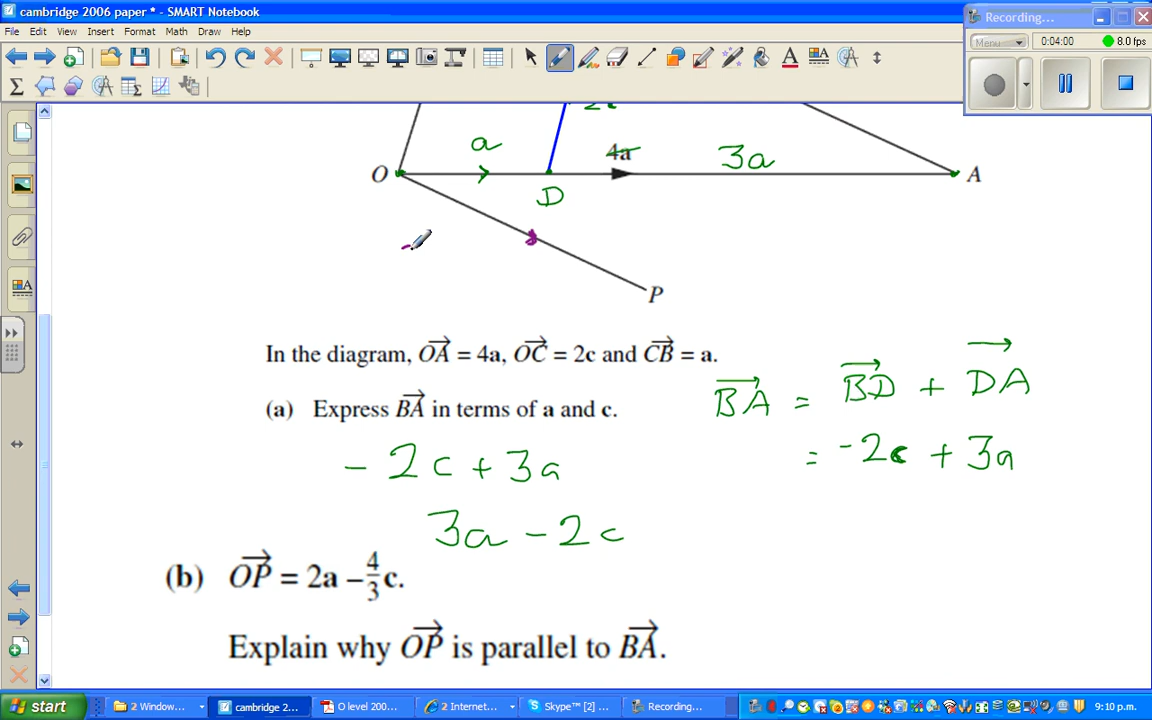 cambridge 2006 paper * - SMART Notebook
File Edit View Insert Format Math Draw Help
Recording...
Menu 0:04:00 8.0 fps
a 4a 3a
O D A
P
In the diagram, OA = 4a, OC = 2c and CB = a.
(a) Express BA in terms of a and c.
BA = BD + DA
= -2c + 3a
- 2c + 3a
3a - 2c
(b) OP = 2a – 4/3 c.
Explain why OP is parallel to BA.
start 2 Window... cambridge 2... O level 200... 2 Internet... Skype™ [2] ... Recording... 9:10 p.m.